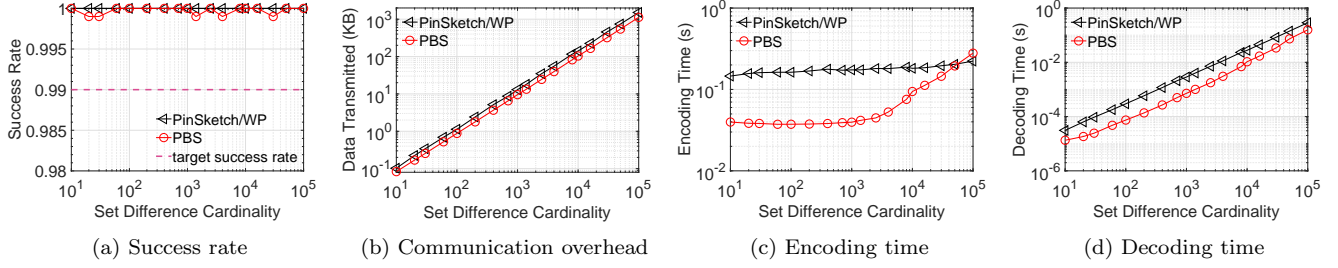 1
0.995
0.99
0.985
0.98
Success Rate
PinSketch/WP
PBS
target success rate
10^1 10^2 10^3 10^4 10^5
Set Difference Cardinality
(a) Success rate
10^3
10^2
10^1
10^0
10^-1
Data Transmitted (KB)
PinSketch/WP
PBS
10^1 10^2 10^3 10^4 10^5
Set Difference Cardinality
(b) Communication overhead
10^0
10^-1
10^-2
Encoding Time (s)
PinSketch/WP
PBS
10^1 10^2 10^3 10^4 10^5
Set Difference Cardinality
(c) Encoding time
10^0
10^-2
10^-4
10^-6
Decoding Time (s)
PinSketch/WP
PBS
10^1 10^2 10^3 10^4 10^5
Set Difference Cardinality
(d) Decoding time